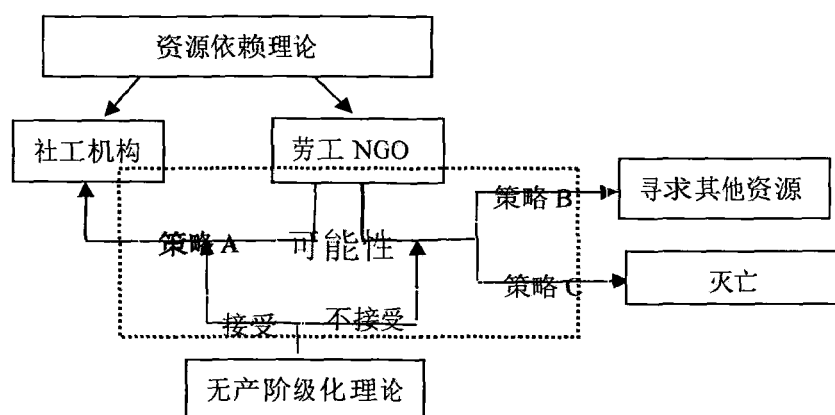 资源依赖理论
社工机构
劳工 NGO
策略 B
寻求其他资源
策略 A
可能性
策略 C
灭亡
接受
不接受
无产阶级化理论